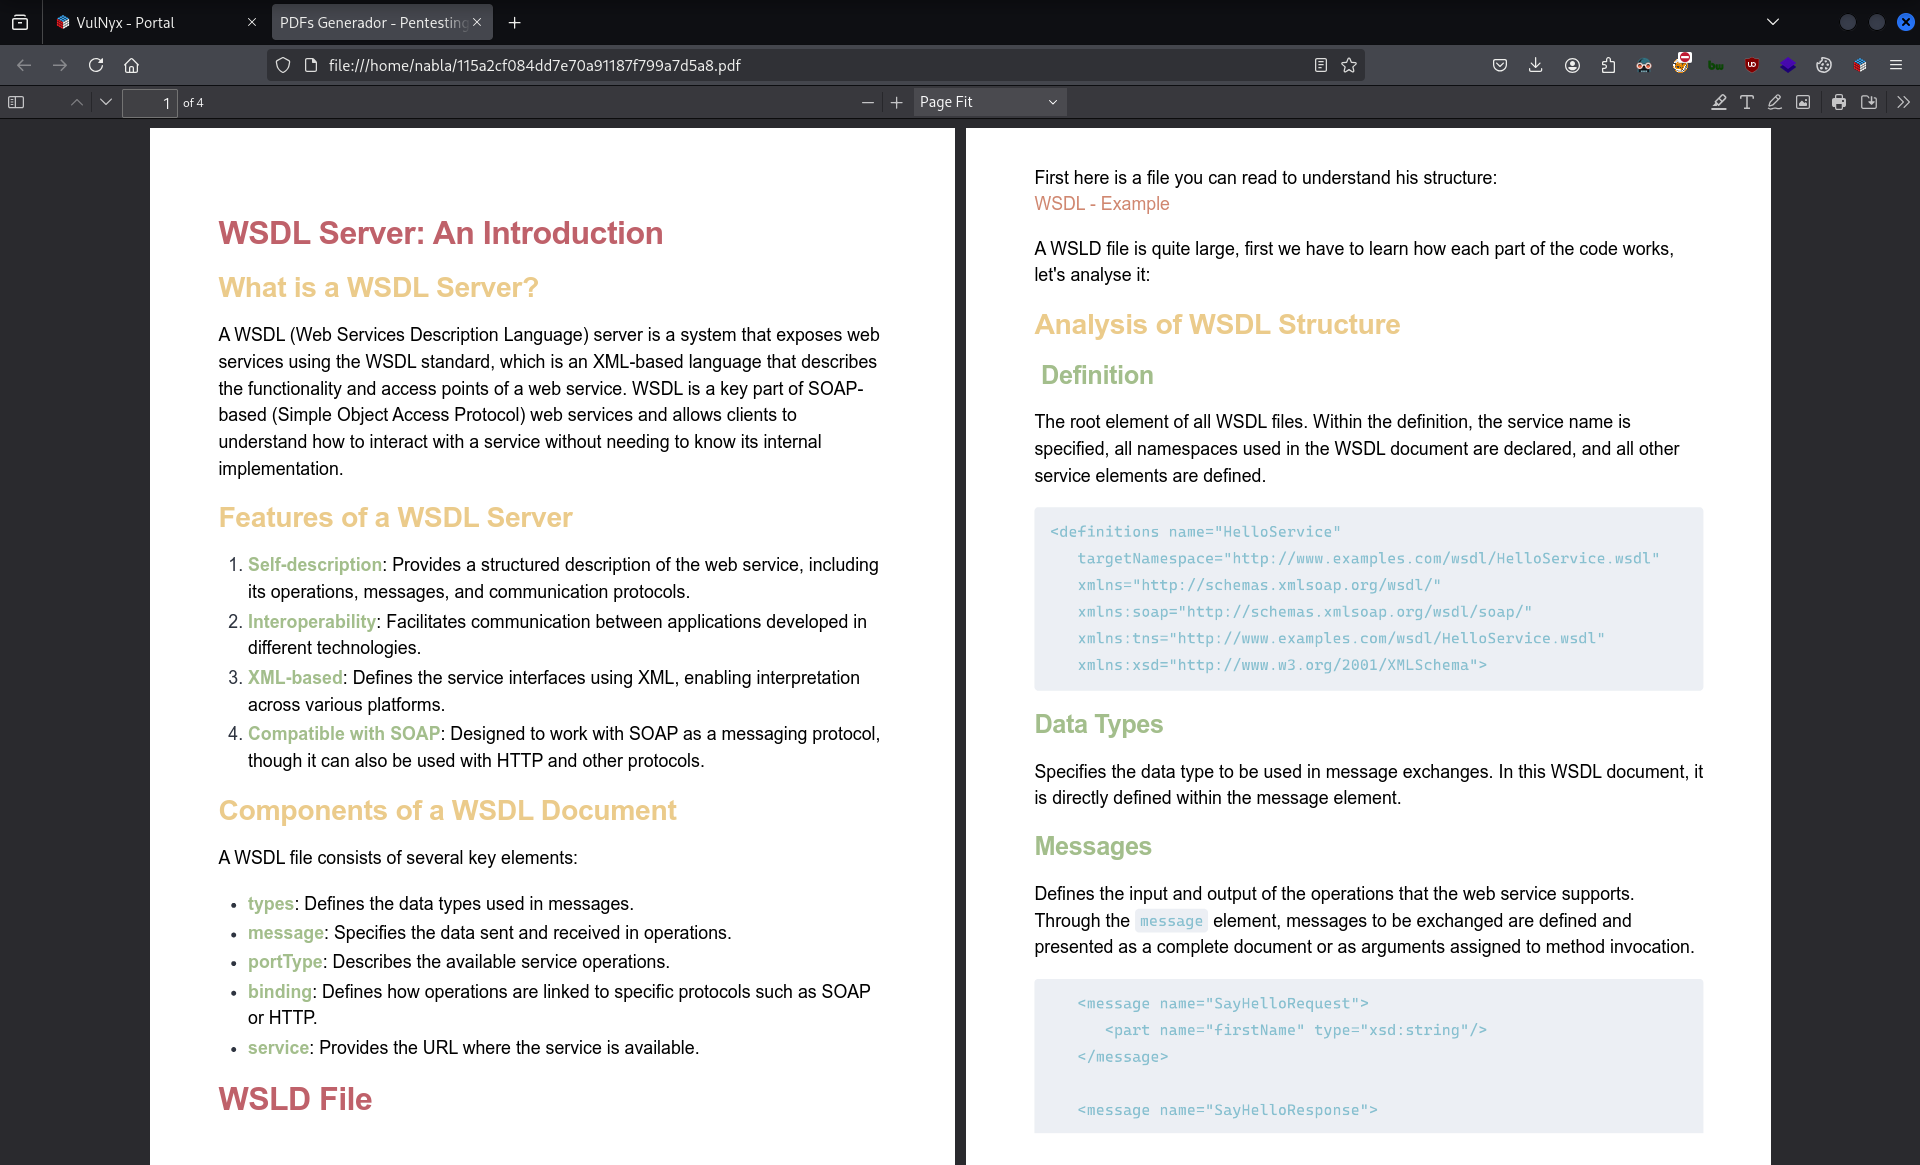 VulNyx - Portal
PDFs Generador - Pentesting
file:///home/nabla/115a2cf084dd7e70a91187f799a7d5a8.pdf
1 of 4
Page Fit
WSDL Server: An Introduction
What is a WSDL Server?
A WSDL (Web Services Description Language) server is a system that exposes web
services using the WSDL standard, which is an XML-based language that describes
the functionality and access points of a web service. WSDL is a key part of SOAP-
based (Simple Object Access Protocol) web services and allows clients to
understand how to interact with a service without needing to know its internal
implementation.
Features of a WSDL Server
1. Self-description: Provides a structured description of the web service, including
its operations, messages, and communication protocols.
2. Interoperability: Facilitates communication between applications developed in
different technologies.
3. XML-based: Defines the service interfaces using XML, enabling interpretation
across various platforms.
4. Compatible with SOAP: Designed to work with SOAP as a messaging protocol,
though it can also be used with HTTP and other protocols.
Components of a WSDL Document
A WSDL file consists of several key elements:
• types: Defines the data types used in messages.
• message: Specifies the data sent and received in operations.
• portType: Describes the available service operations.
• binding: Defines how operations are linked to specific protocols such as SOAP
or HTTP.
• service: Provides the URL where the service is available.
WSLD File
First here is a file you can read to understand his structure:
WSDL - Example
A WSLD file is quite large, first we have to learn how each part of the code works,
let's analyse it:
Analysis of WSDL Structure
Definition
The root element of all WSDL files. Within the definition, the service name is
specified, all namespaces used in the WSDL document are declared, and all other
service elements are defined.
<definitions name="HelloService"
targetNamespace="http://www.examples.com/wsdl/HelloService.wsdl"
xmlns="http://schemas.xmlsoap.org/wsdl/"
xmlns:soap="http://schemas.xmlsoap.org/wsdl/soap/"
xmlns:tns="http://www.examples.com/wsdl/HelloService.wsdl"
xmlns:xsd="http://www.w3.org/2001/XMLSchema">
Data Types
Specifies the data type to be used in message exchanges. In this WSDL document, it
is directly defined within the message element.
Messages
Defines the input and output of the operations that the web service supports.
Through the message element, messages to be exchanged are defined and
presented as a complete document or as arguments assigned to method invocation.
<message name="SayHelloRequest">
<part name="firstName" type="xsd:string"/>
</message>
<message name="SayHelloResponse">